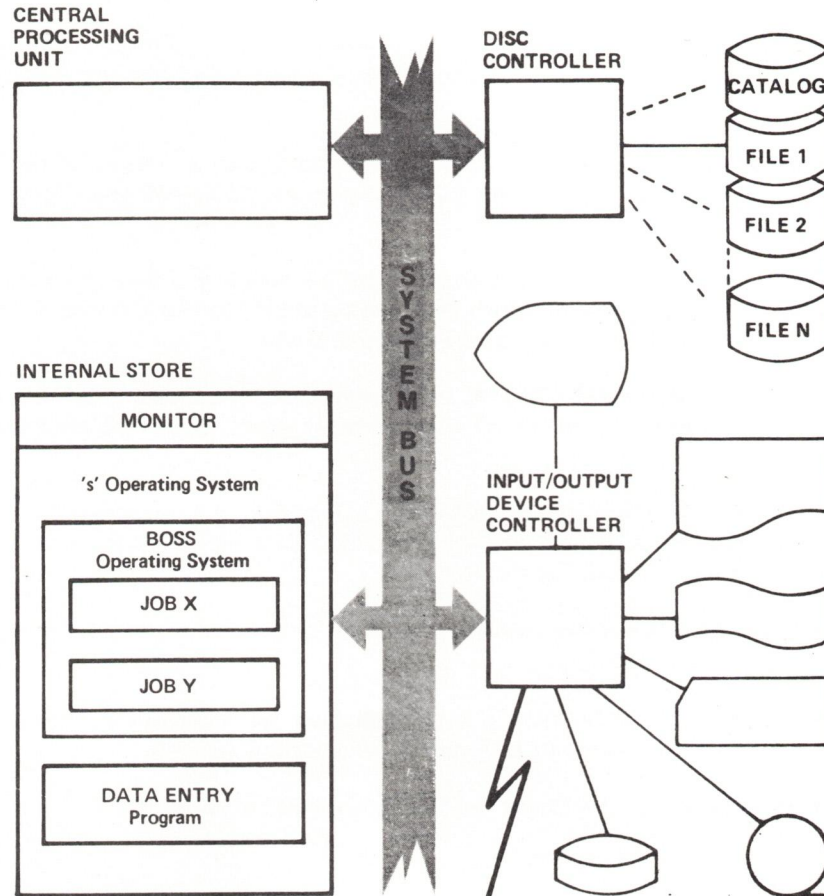 CENTRAL
PROCESSING
UNIT
DISC
CONTROLLER
CATALOG
FILE 1
FILE 2
FILE N
SYSTEM BUS
INTERNAL STORE
MONITOR
's' Operating System
BOSS
Operating System
JOB X
JOB Y
DATA ENTRY
Program
INPUT/OUTPUT
DEVICE
CONTROLLER